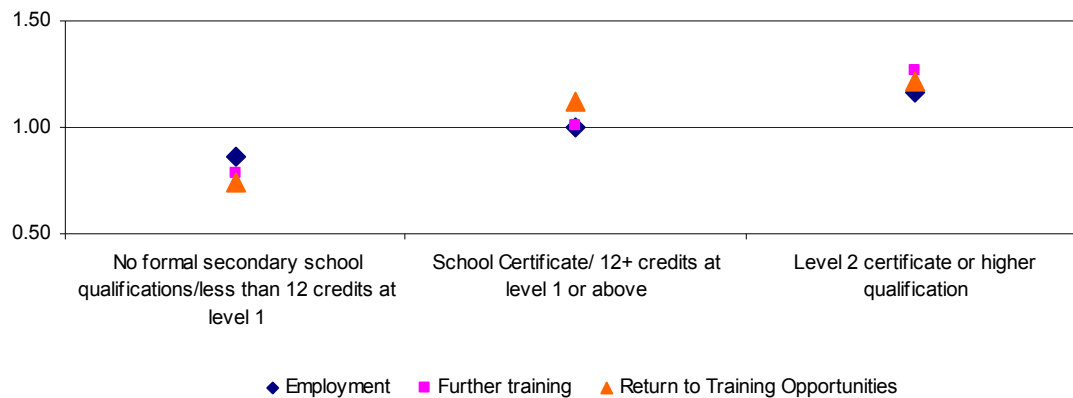 1.50
1.00
0.50
No formal secondary school
qualifications/less than 12 credits at
level 1
School Certificate/ 12+ credits at
level 1 or above
Level 2 certificate or higher
qualification
Employment
Further training
Return to Training Opportunities